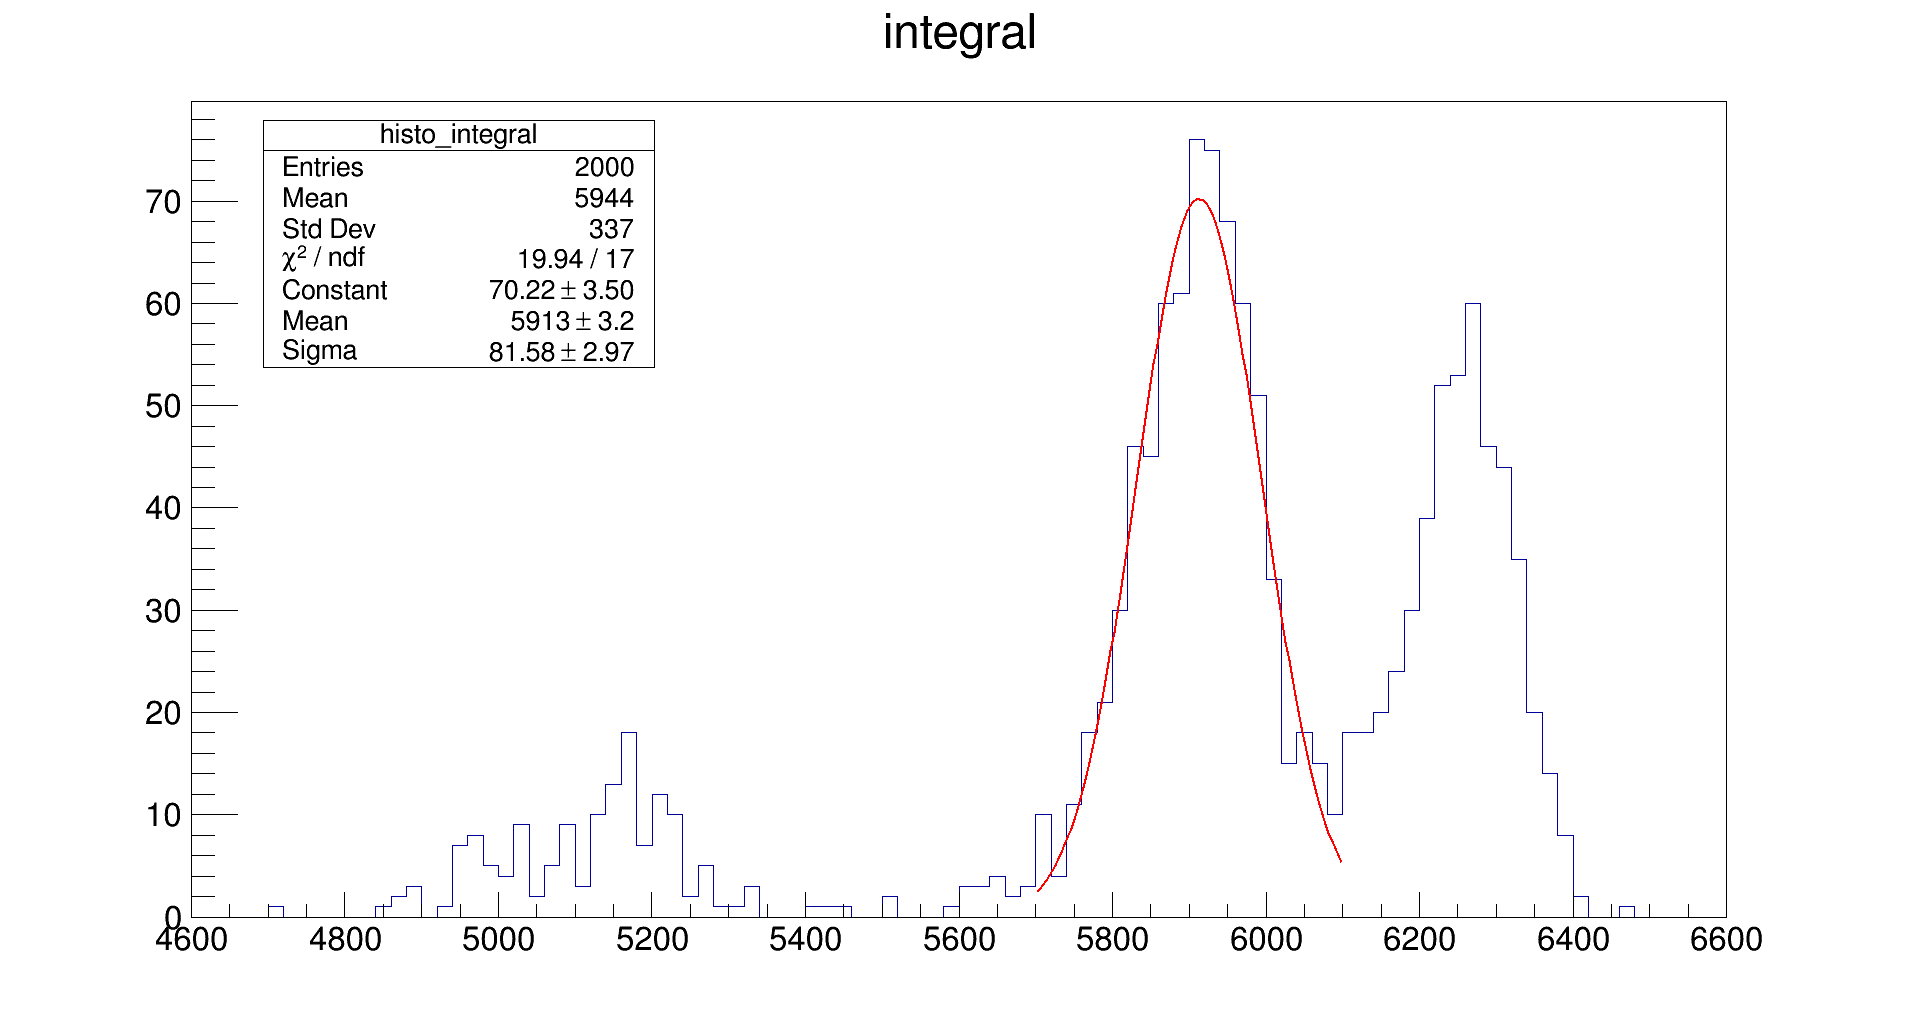 integral
histo_integral
Entries 2000
Mean 5944
Std Dev 337
χ² / ndf 19.94 / 17
Constant 70.22 ± 3.50
Mean 5913 ± 3.2
Sigma 81.58 ± 2.97
70
60
50
40
30
20
10
0
4600 4800 5000 5200 5400 5600 5800 6000 6200 6400 6600